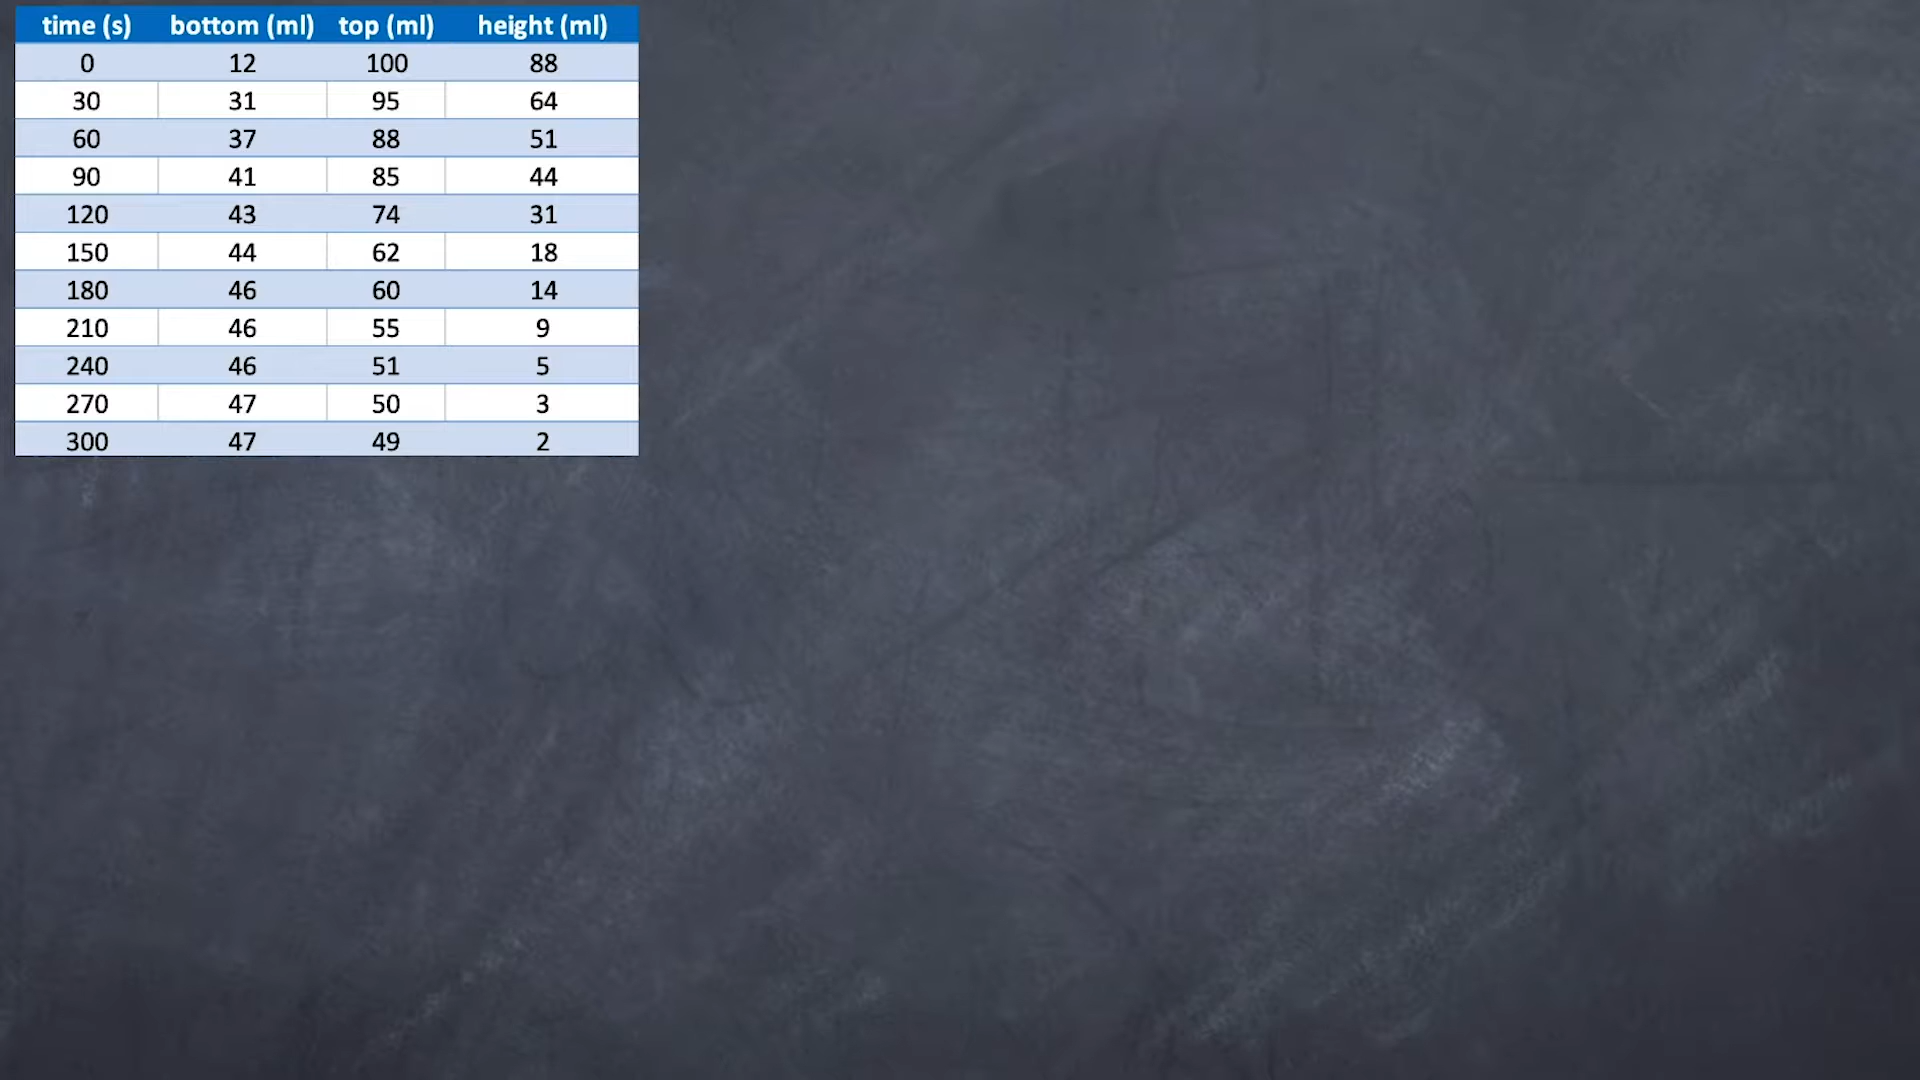 time (s) bottom (ml) top (ml) height (ml)
0 12 100 88
30 31 95 64
60 37 88 51
90 41 85 44
120 43 74 31
150 44 62 18
180 46 60 14
210 46 55 9
240 46 51 5
270 47 50 3
300 47 49 2